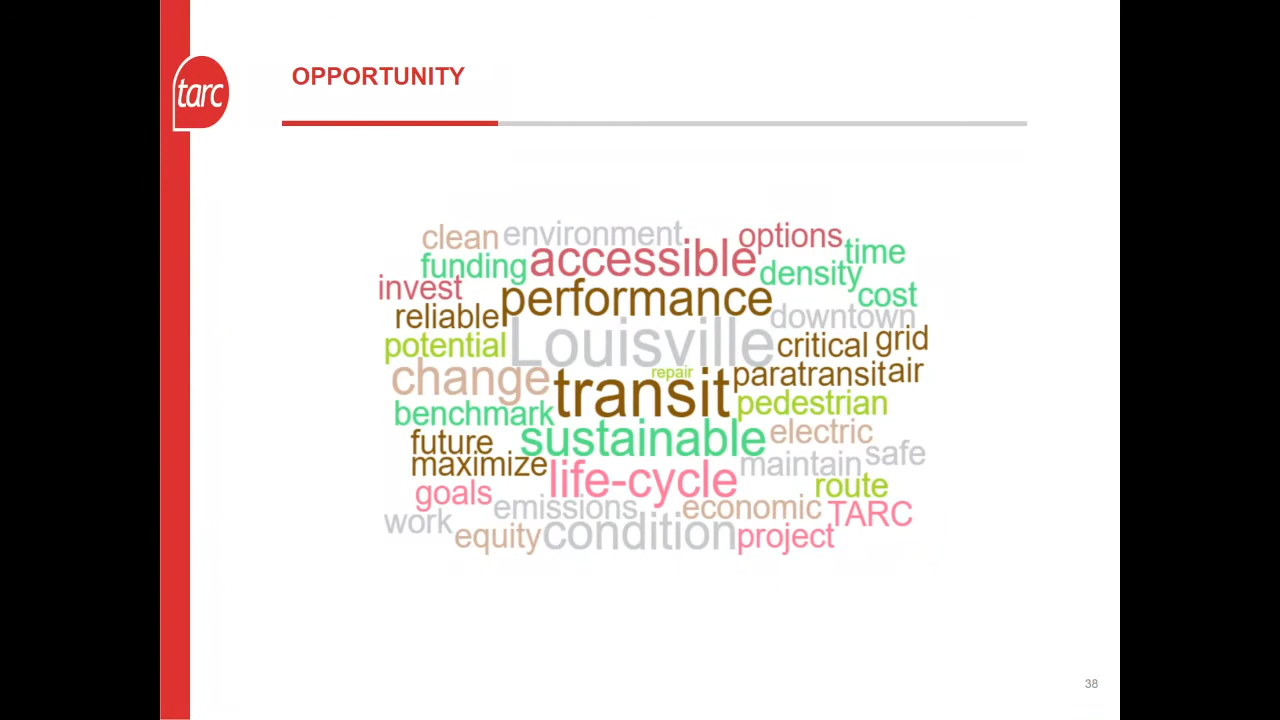 tarc
OPPORTUNITY
clean environment options
funding accessible density time
invest performance cost
reliable Louisville downtown
potential critical grid
change transit repair paratransit air
benchmark pedestrian
future sustainable electric
maximize life-cycle maintain safe
goals emissions economic route
work equity condition project TARC
38